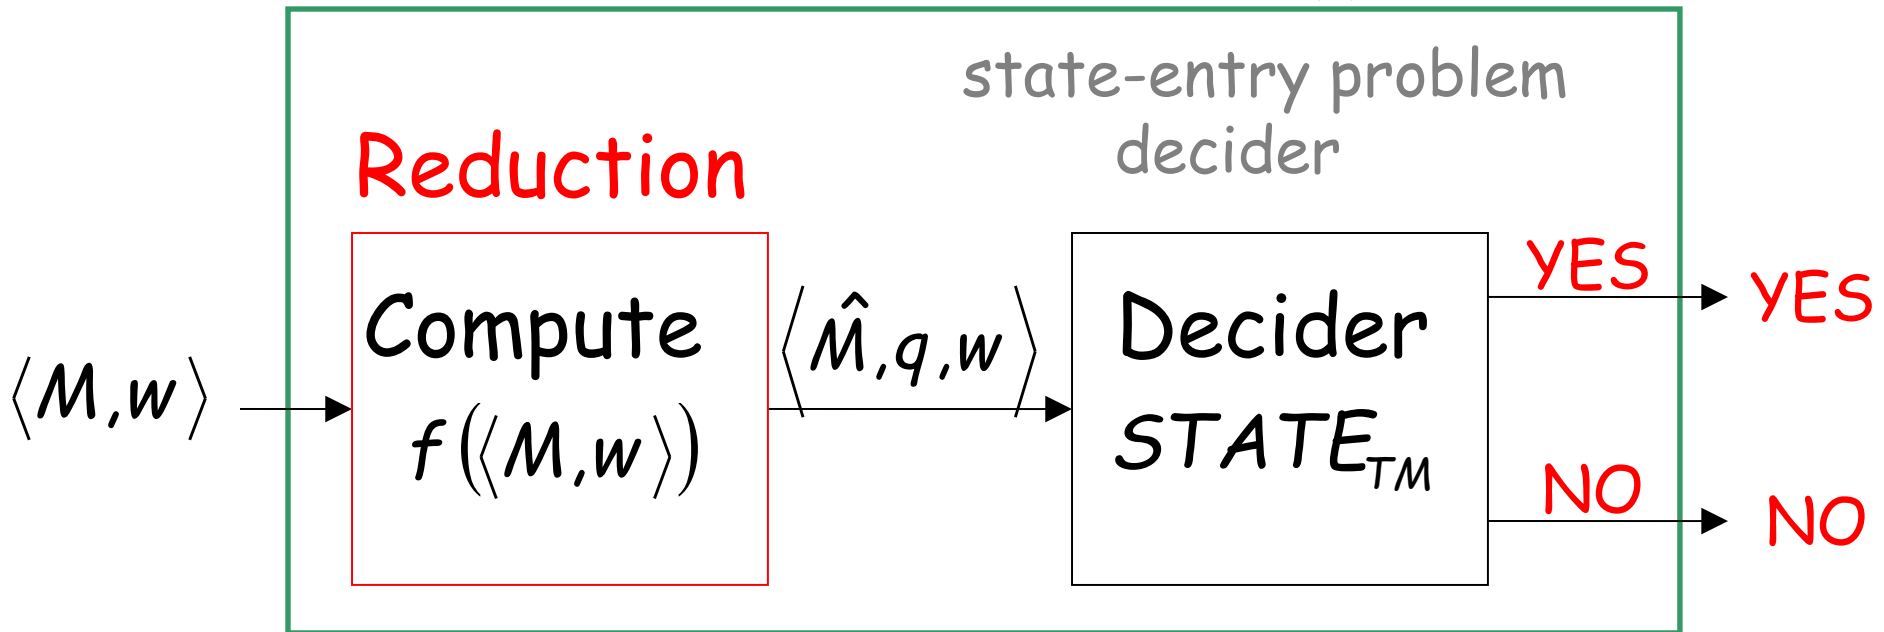 state-entry problem
decider
Reduction
⟨M,w⟩
Compute
f(⟨M,w⟩)
⟨M̂,q,w⟩
Decider
STATE_TM
YES
YES
NO
NO